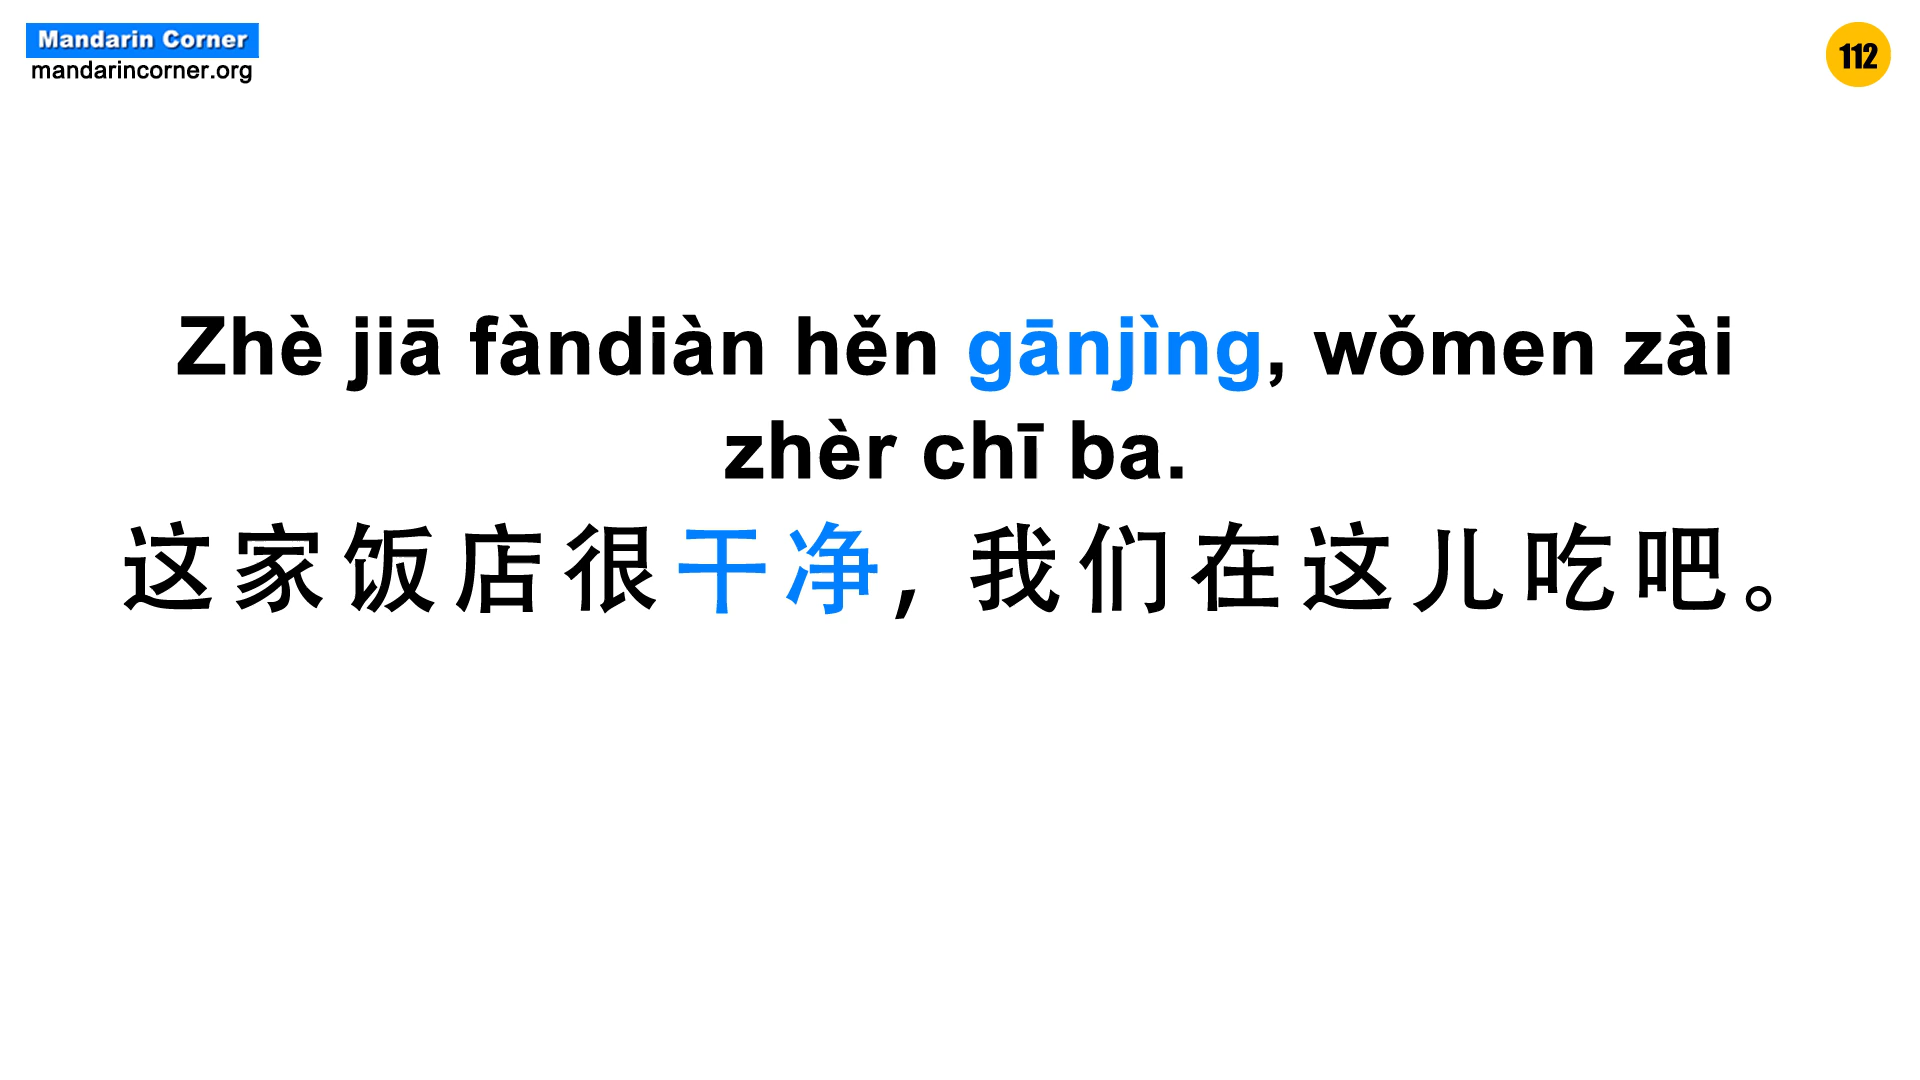 Mandarin Corner
mandarincorner.org
112
Zhè jiā fàndiàn hěn gānjìng, wǒmen zài
zhèr chī ba.
这家饭店很干净, 我们在这儿吃吧。